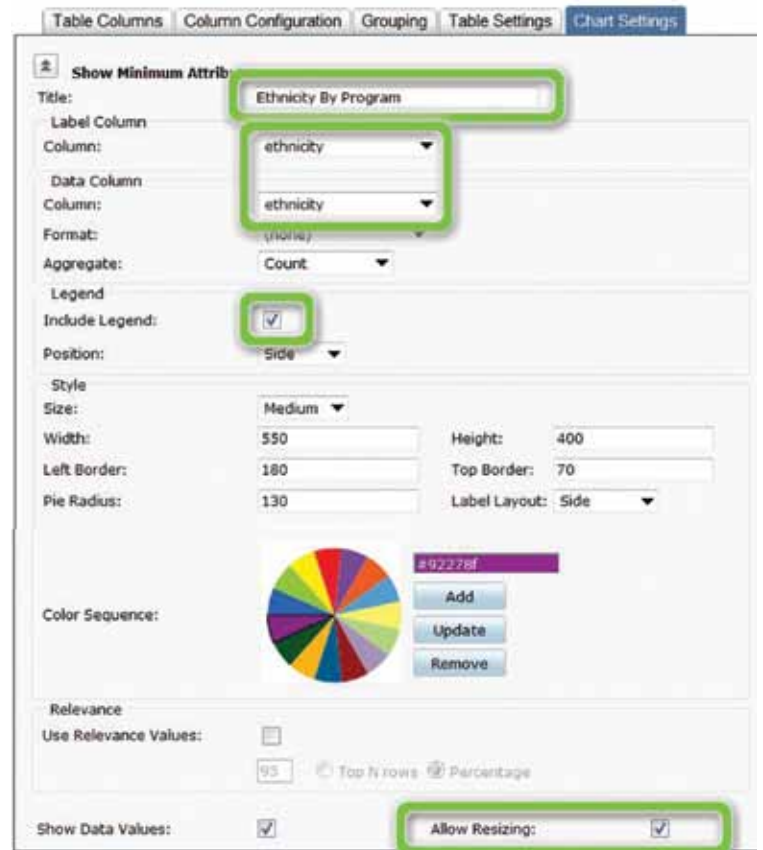 Table Columns Column Configuration Grouping Table Settings Chart Settings
Show Minimum Attrib
Title: Ethnicity By Program
Label Column
Column: ethnicity
Data Column
Column: ethnicity
Format: (none)
Aggregate: Count
Legend
Include Legend:
Position: Side
Style
Size: Medium
Width: 550 Height: 400
Left Border: 180 Top Border: 70
Pie Radius: 130 Label Layout: Side
#92278f
Add
Color Sequence:
Update
Remove
Relevance
Use Relevance Values:
95 Top N rows Percentage
Show Data Values: Allow Resizing: